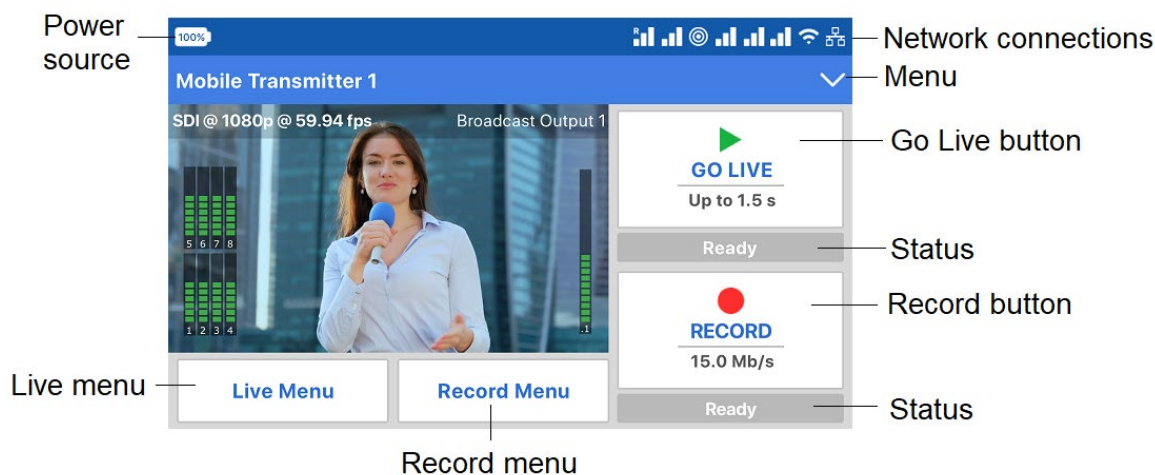 Power
source
100%
R
Network connections
Mobile Transmitter 1
Menu
SDI @ 1080p @ 59.94 fps
Broadcast Output 1
GO LIVE
Up to 1.5 s
Go Live button
5 6 7 8
Ready
Status
1 2 3 4
.1
RECORD
15.0 Mb/s
Record button
Live menu
Live Menu
Record Menu
Ready
Status
Record menu